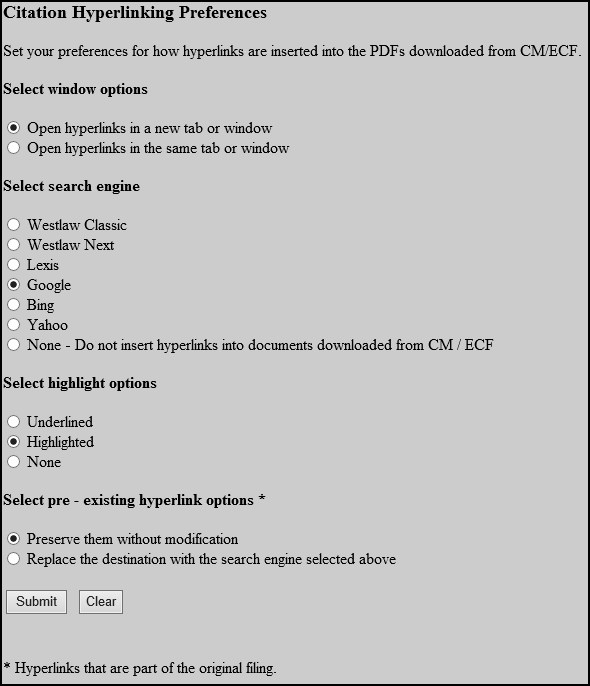 Citation Hyperlinking Preferences
Set your preferences for how hyperlinks are inserted into the PDFs downloaded from CM/ECF.
Select window options
Open hyperlinks in a new tab or window
Open hyperlinks in the same tab or window
Select search engine
Westlaw Classic
Westlaw Next
Lexis
Google
Bing
Yahoo
None - Do not insert hyperlinks into documents downloaded from CM / ECF
Select highlight options
Underlined
Highlighted
None
Select pre - existing hyperlink options *
Preserve them without modification
Replace the destination with the search engine selected above
Submit Clear
* Hyperlinks that are part of the original filing.